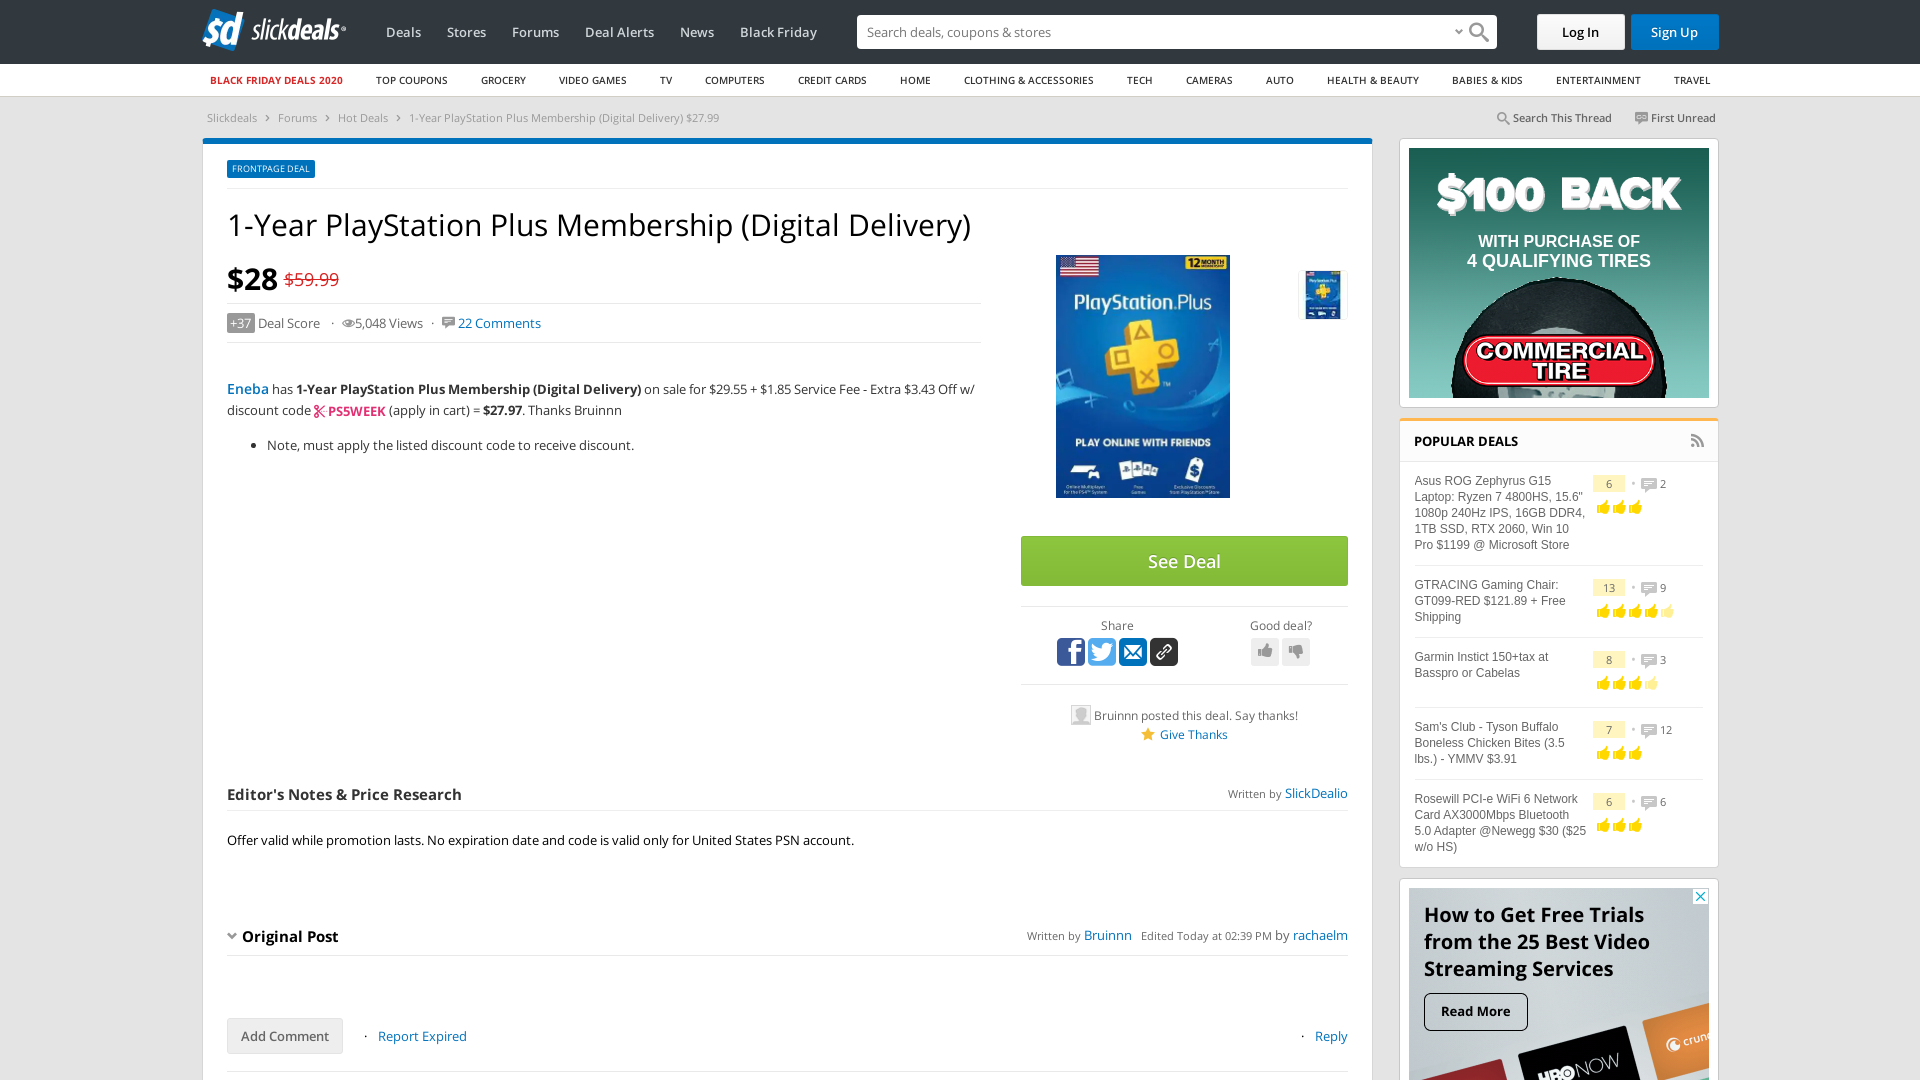 sd slickdeals
Deals Stores Forums Deal Alerts News Black Friday
Search deals, coupons & shops
Log In
Sign Up
BLACK FRIDAY DEALS 2020 TOP COUPONS GROCERY VIDEO GAMES TV COMPUTERS CREDIT CARDS HOME CLOTHING & ACCESSORIES TECH CAMERAS AUTO HEALTH & BEAUTY BABIES & KIDS ENTERTAINMENT TRAVEL
Slickdeals › Forums › Hot Deals › 1-Year PlayStation Plus Membership (Digital Delivery) $27.99
Search This Thread First Unread
FRONTPAGE DEAL
1-Year PlayStation Plus Membership (Digital Delivery)
$28 $59.99
+37 Deal Score · 5,048 Views · 22 Comments
Eneba has 1-Year PlayStation Plus Membership (Digital Delivery) on sale for $29.55 + $1.85 Service Fee - Extra $3.43 Off w/
discount code PS5WEEK (apply in cart) = $27.97. Thanks Bruinnn
• Note, must apply the listed discount code to receive discount.
12 MONTH
PlayStation.Plus
TM
PLAY ONLINE WITH FRIENDS
See Deal
Share
Good deal?
Bruinnn posted this deal. Say thanks!
Give Thanks
Editor's Notes & Price Research
Written by SlickDealio
Offer valid while promotion lasts. No expiration date and code is valid only for United States PSN account.
Original Post
Written by Bruinnn Edited Today at 02:39 PM by rachaelm
Add Comment · Report Expired
· Reply
$100 BACK
WITH PURCHASE OF
4 QUALIFYING TIRES
COMMERCIAL
TIRE
POPULAR DEALS
Asus ROG Zephyrus G15
Laptop: Ryzen 7 4800HS, 15.6"
1080p 240Hz IPS, 16GB DDR4,
1TB SSD, RTX 2060, Win 10
Pro $1199 @ Microsoft Store
6 • 2
GTRACING Gaming Chair:
GT099-RED $121.89 + Free
Shipping
13 • 9
Garmin Instict 150+tax at
Basspro or Cabelas
8 • 3
Sam's Club - Tyson Buffalo
Boneless Chicken Bites (3.5
lbs.) - YMMV $3.91
7 • 12
Rosewill PCI-e WiFi 6 Network
Card AX3000Mbps Bluetooth
5.0 Adapter @Newegg $30 ($25
w/o HS)
6 • 6
How to Get Free Trials
from the 25 Best Video
Streaming Services
Read More
HBO NOW
crunc